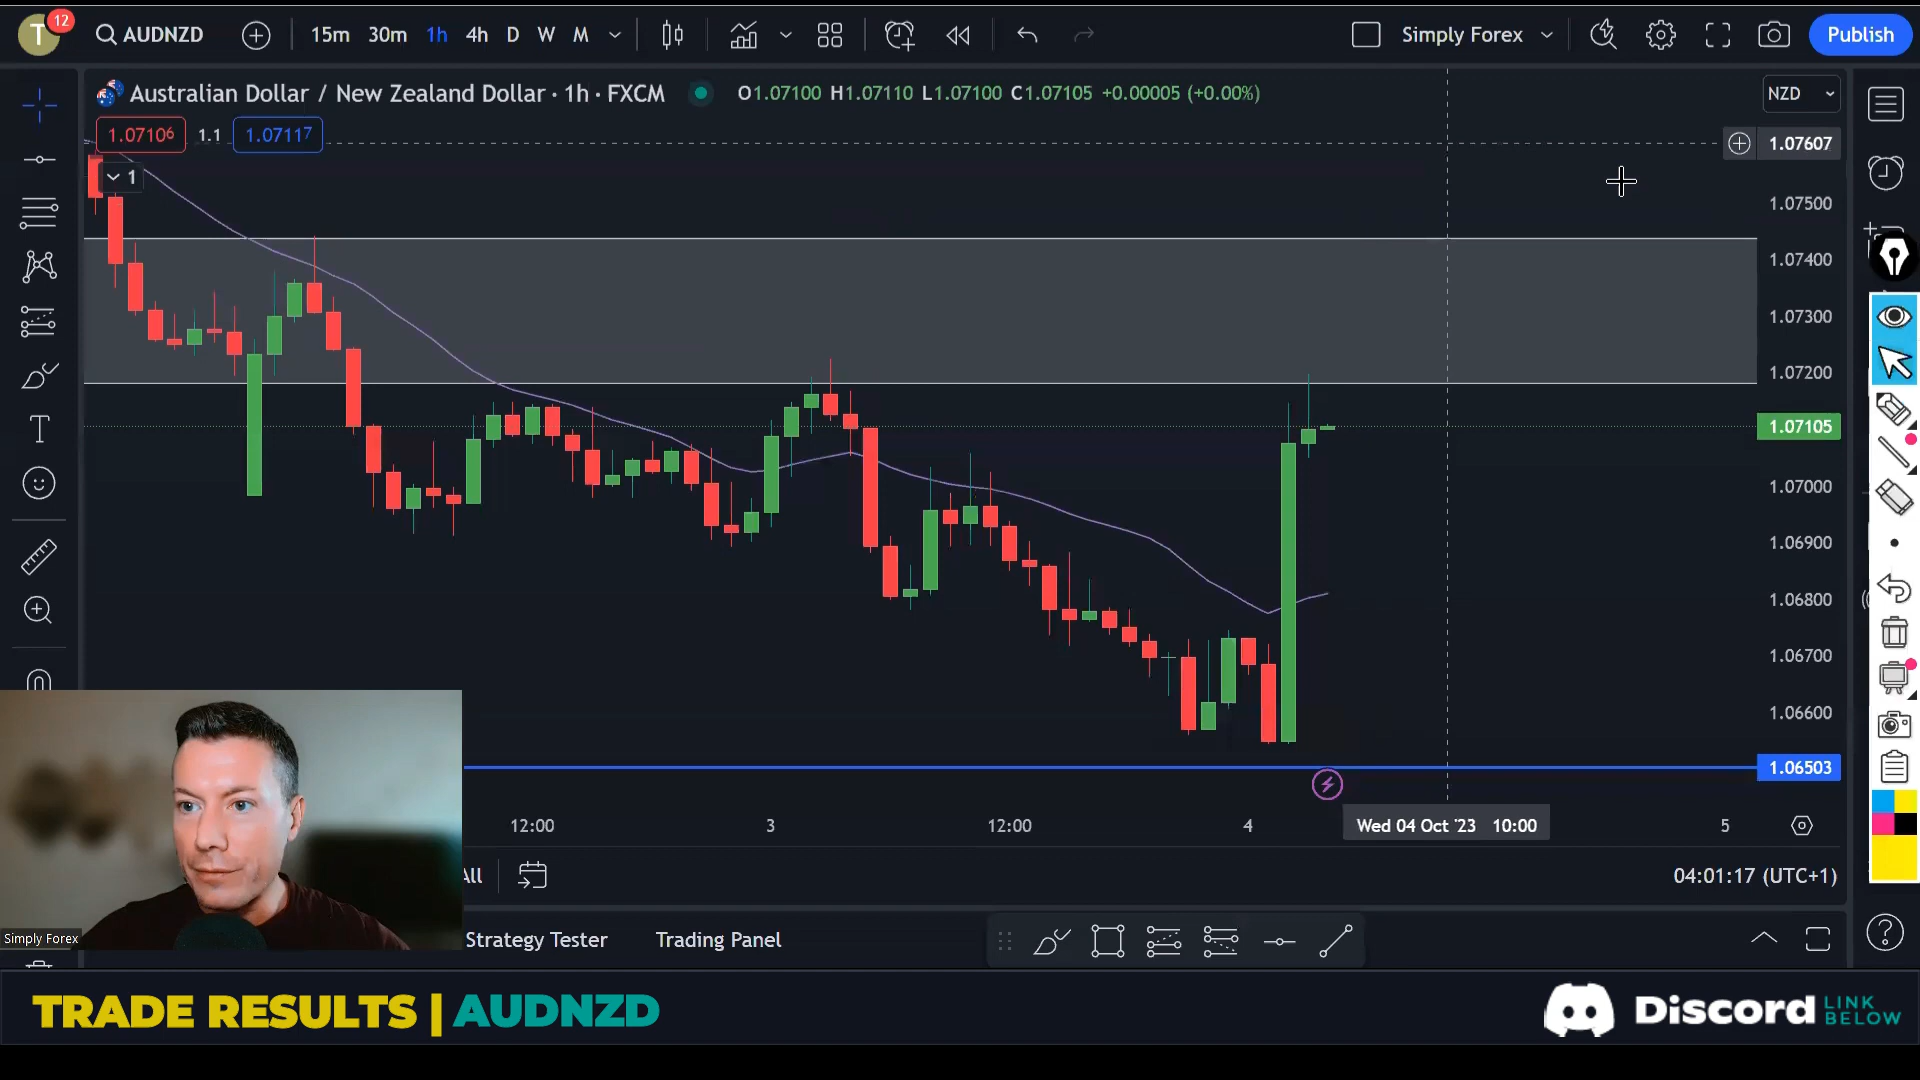 T
12
AUDNZD
15m 30m 1h 4h D W M
Simply Forex
Publish
Australian Dollar / New Zealand Dollar · 1h · FXCM
O1.07100 H1.07110 L1.07100 C1.07105 +0.00005 (+0.00%)
NZD
1.07106 1.1 1.07117
1
1.07607
1.07500
1.07400
1.07300
1.07200
1.07105
1.07000
1.06900
1.06800
1.06700
1.06600
1.06503
12:00 3 12:00 4 Wed 04 Oct '23 10:00 5
All
04:01:17 (UTC+1)
Strategy Tester Trading Panel
Simply Forex
TRADE RESULTS | AUDNZD
Discord LINK BELOW